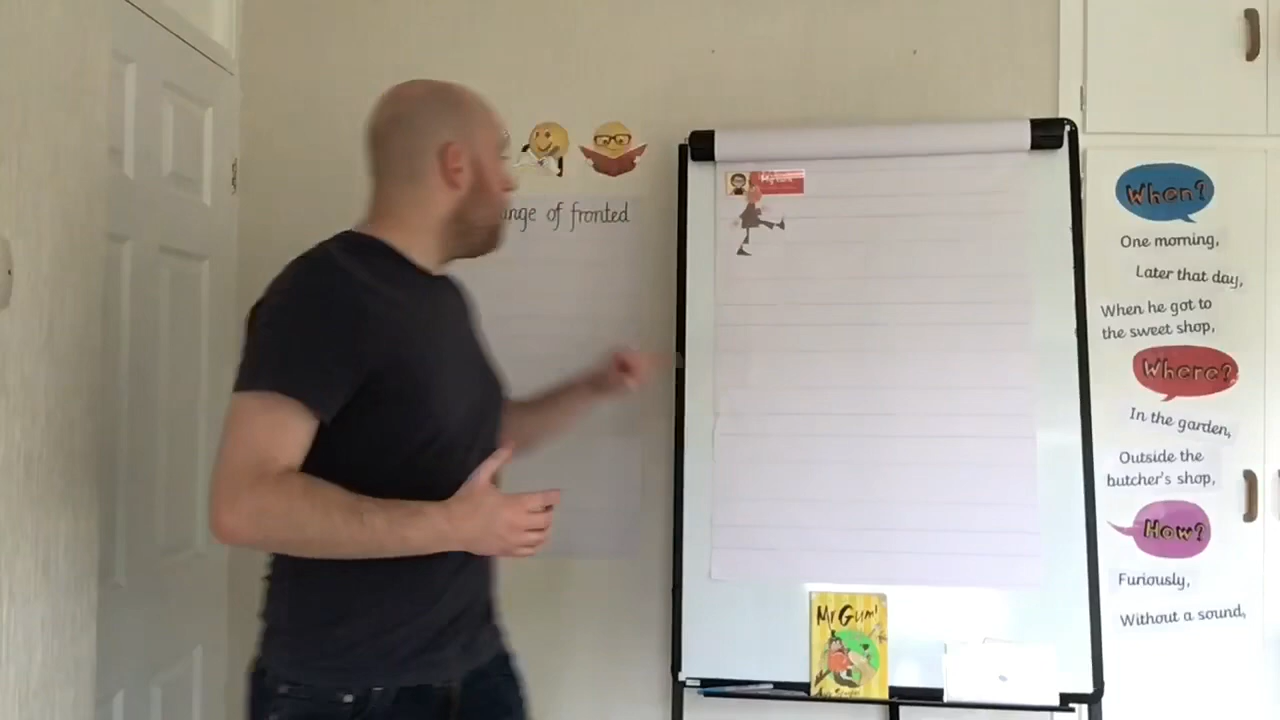 of fronted
When?
One morning,
Later that day,
When he got to
the sweet shop,
Where?
In the garden,
Outside the
butcher's shop,
How?
Furiously,
Without a sound,
Mr Gum!